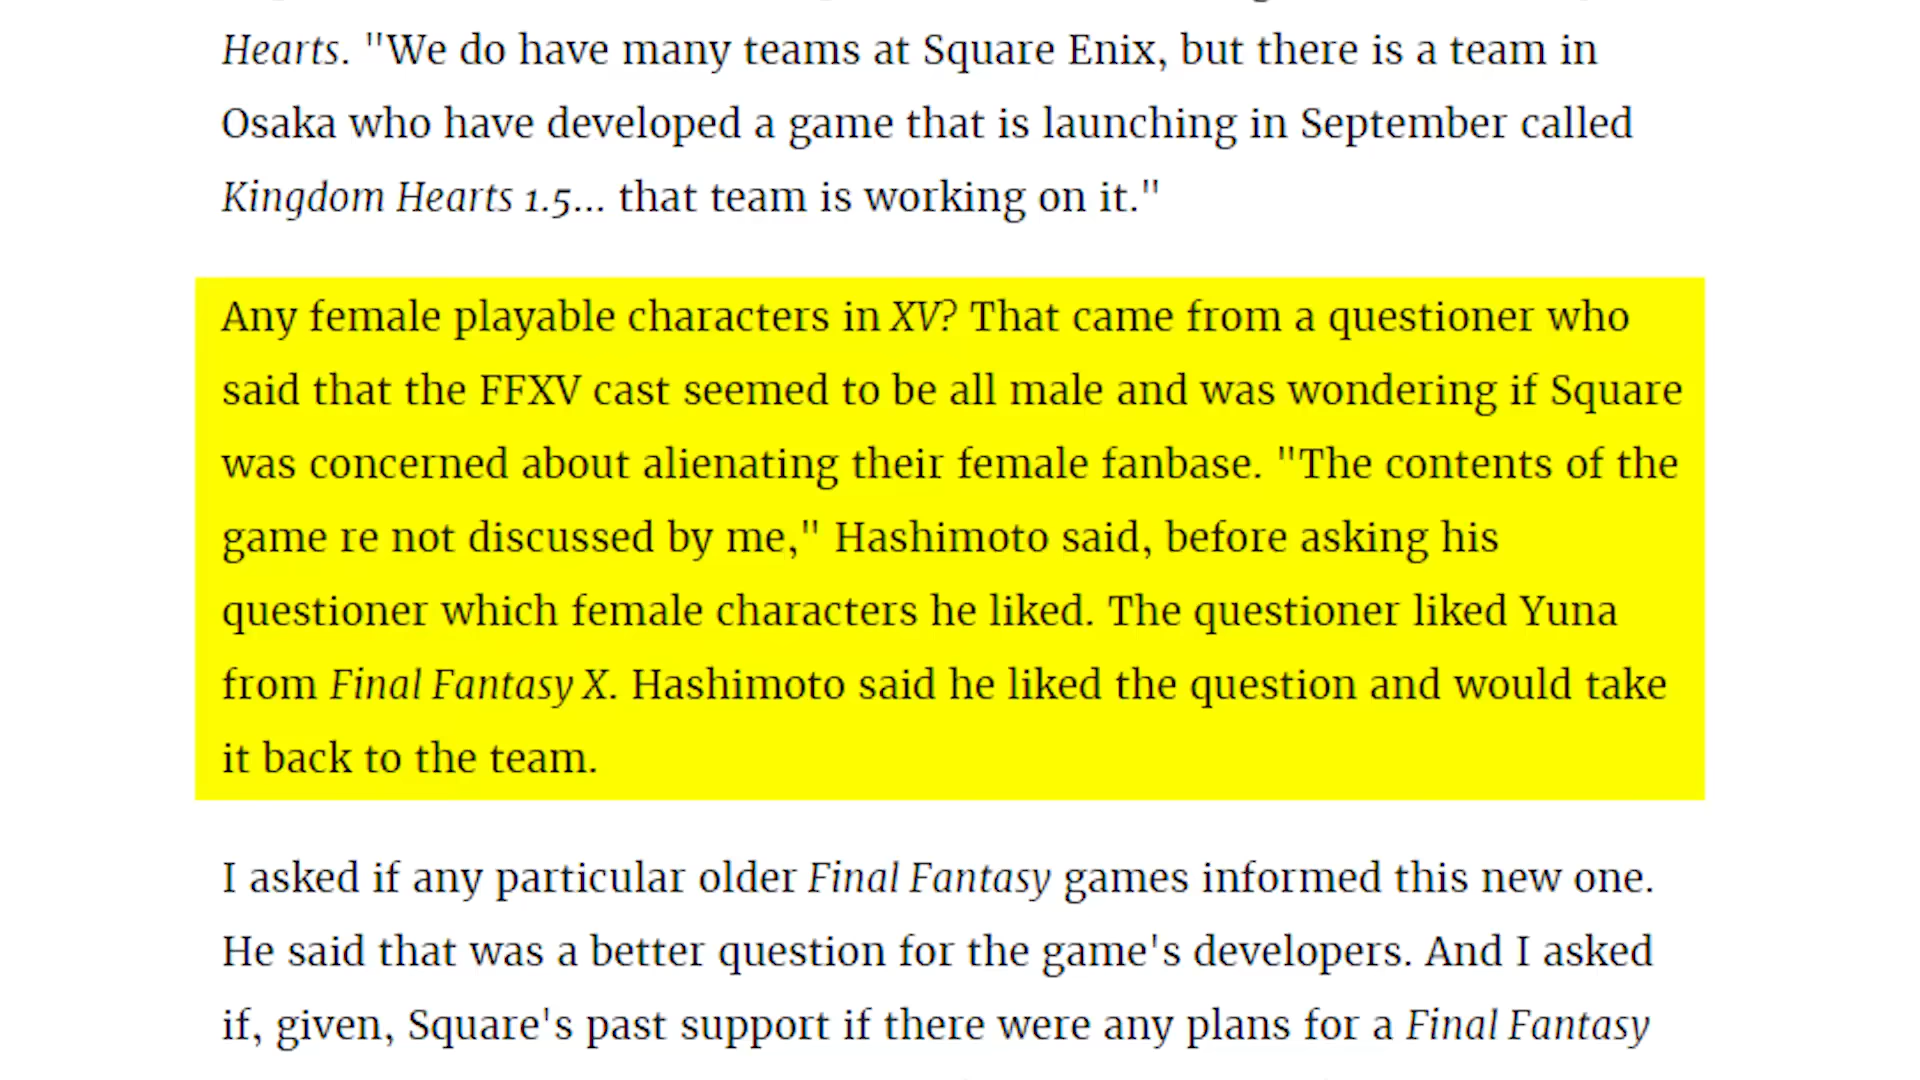 Hearts. "We do have many teams at Square Enix, but there is a team in
Osaka who have developed a game that is launching in September called
Kingdom Hearts 1.5... that team is working on it."
Any female playable characters in XV? That came from a questioner who
said that the FFXV cast seemed to be all male and was wondering if Square
was concerned about alienating their female fanbase. "The contents of the
game re not discussed by me," Hashimoto said, before asking his
questioner which female characters he liked. The questioner liked Yuna
from Final Fantasy X. Hashimoto said he liked the question and would take
it back to the team.
I asked if any particular older Final Fantasy games informed this new one.
He said that was a better question for the game's developers. And I asked
if, given, Square's past support if there were any plans for a Final Fantasy